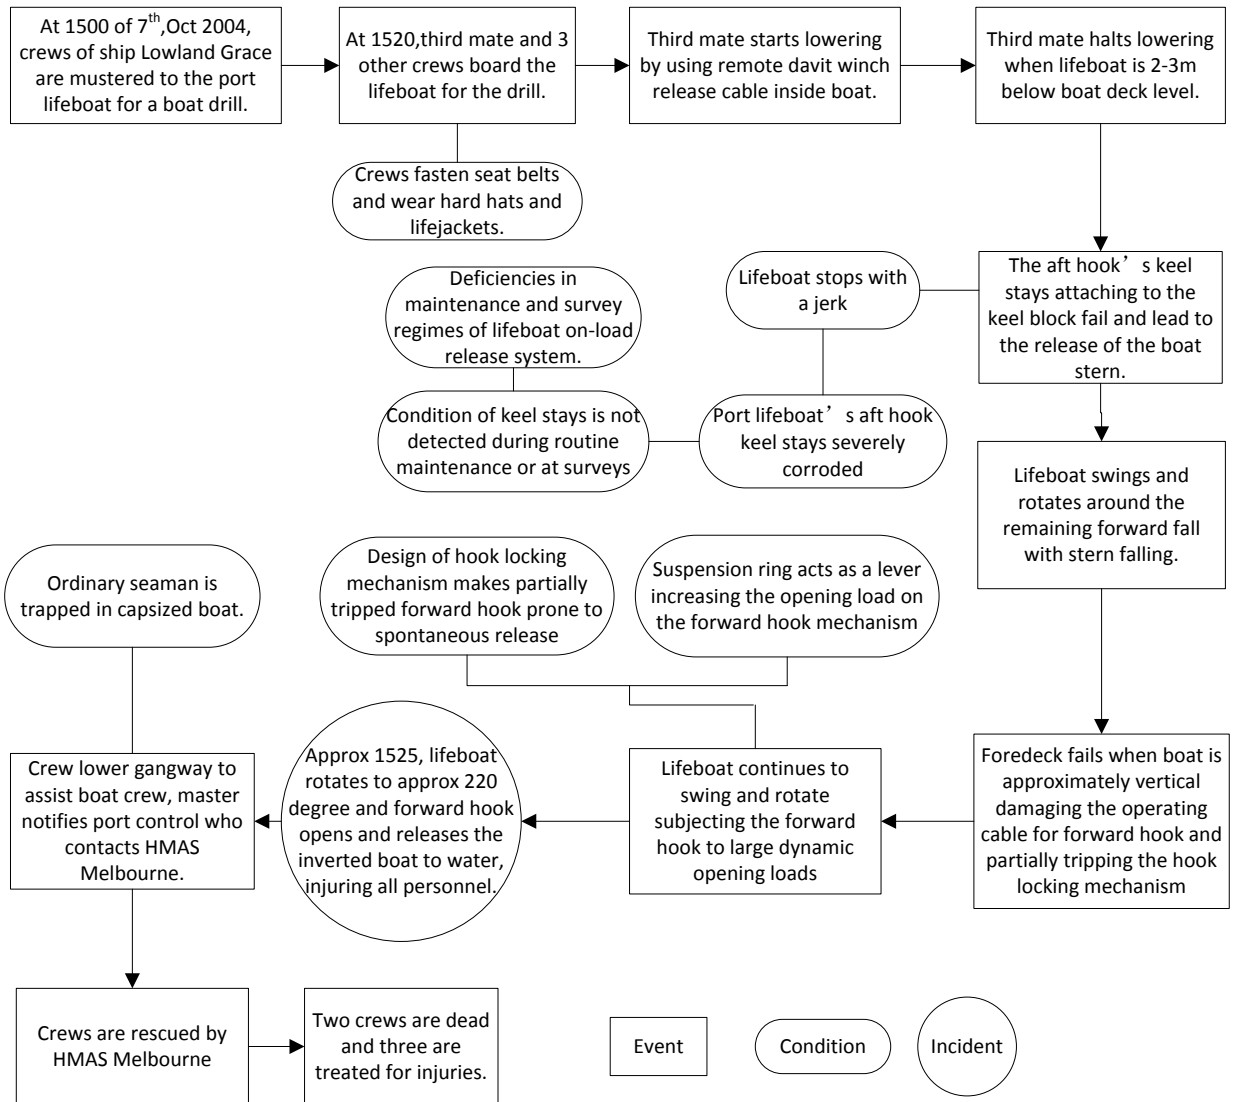 At 1500 of 7th,Oct 2004,
crews of ship Lowland Grace
are mustered to the port
lifeboat for a boat drill.
At 1520,third mate and 3
other crews board the
lifeboat for the drill.
Third mate starts lowering
by using remote davit winch
release cable inside boat.
Third mate halts lowering
when lifeboat is 2-3m
below boat deck level.
Crews fasten seat belts
and wear hard hats and
lifejackets.
Deficiencies in
maintenance and survey
regimes of lifeboat on-load
release system.
Lifeboat stops with
a jerk
The aft hook’s keel
stays attaching to the
keel block fail and lead to
the release of the boat
stern.
Condition of keel stays is not
detected during routine
maintenance or at surveys
Port lifeboat’s aft hook
keel stays severely
corroded
Lifeboat swings and
rotates around the
remaining forward fall
with stern falling.
Ordinary seaman is
trapped in capsized boat.
Design of hook locking
mechanism makes partially
tripped forward hook prone to
spontaneous release
Suspension ring acts as a lever
increasing the opening load on
the forward hook mechanism
Crew lower gangway to
assist boat crew, master
notifies port control who
contacts HMAS
Melbourne.
Approx 1525, lifeboat
rotates to approx 220
degree and forward hook
opens and releases the
inverted boat to water,
injuring all personnel.
Lifeboat continues to
swing and rotate
subjecting the forward
hook to large dynamic
opening loads
Foredeck fails when boat is
approximately vertical
damaging the operating
cable for forward hook and
partially tripping the hook
locking mechanism
Crews are rescued by
HMAS Melbourne
Two crews are dead
and three are
treated for injuries.
Event
Condition
Incident